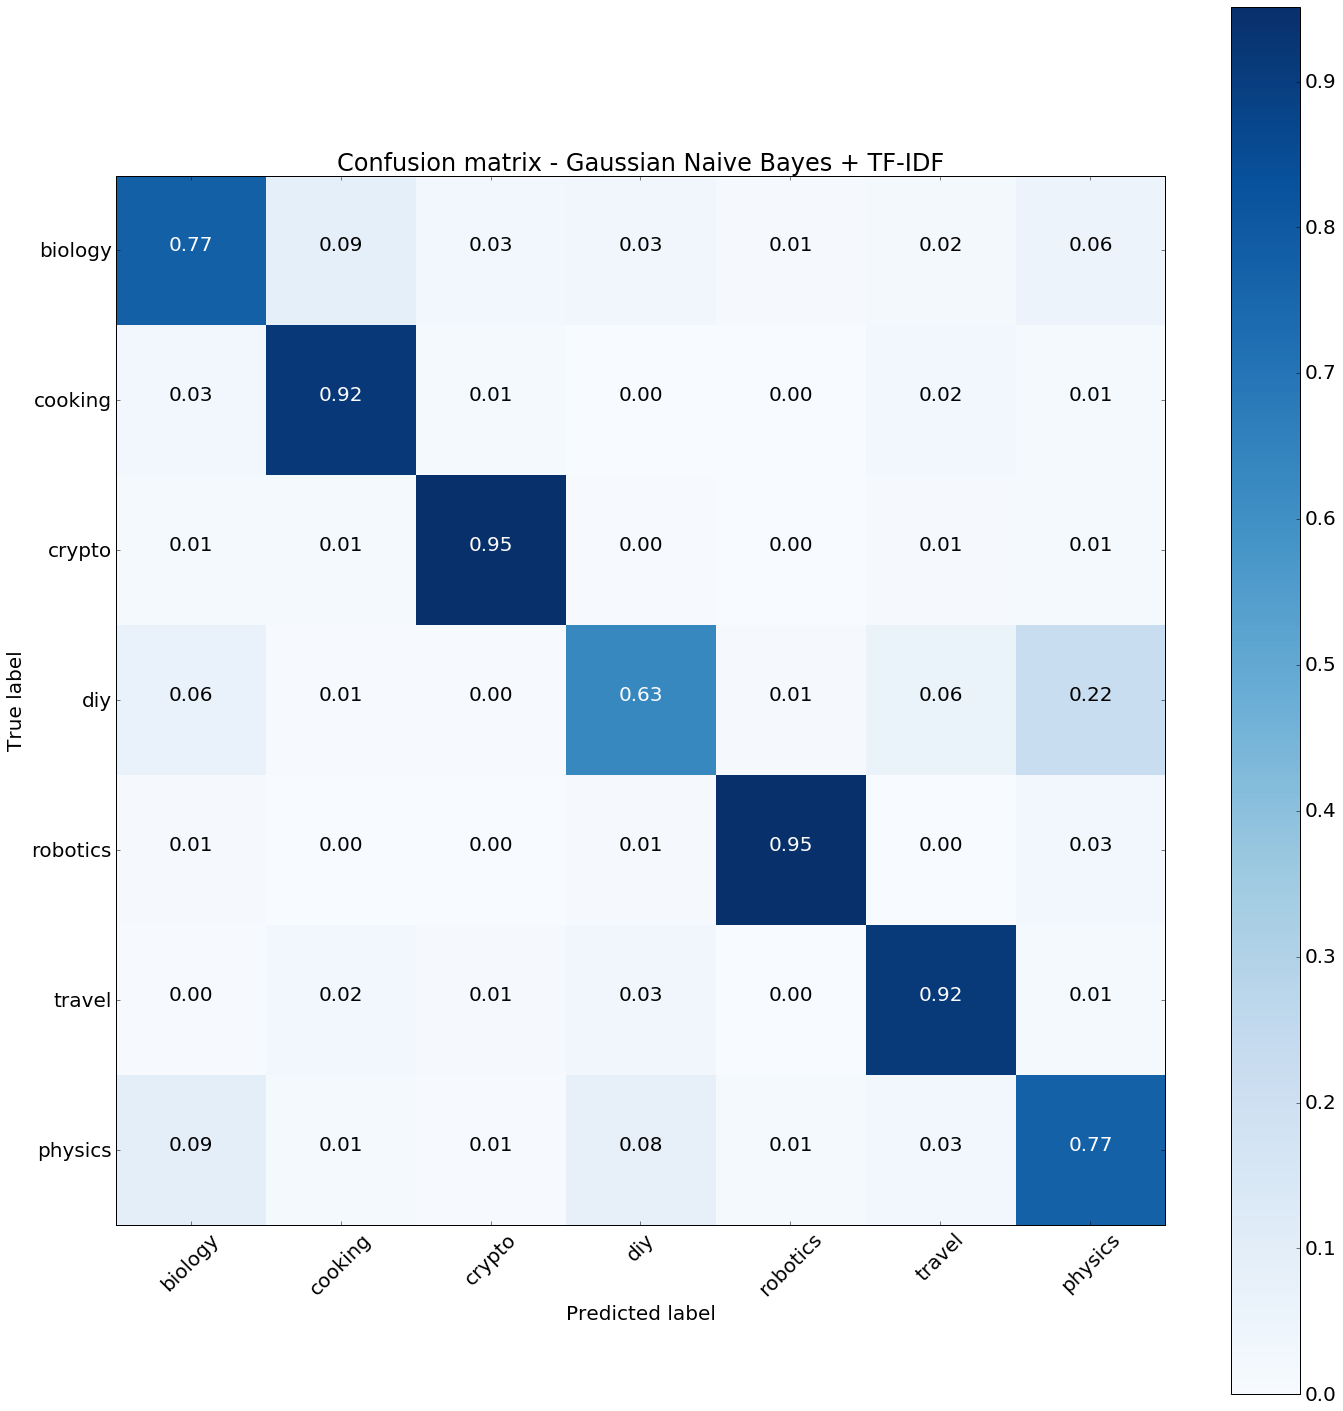 Confusion matrix - Gaussian Naive Bayes + TF-IDF
True label
biology 0.77 0.09 0.03 0.03 0.01 0.02 0.06
cooking 0.03 0.92 0.01 0.00 0.00 0.02 0.01
crypto 0.01 0.01 0.95 0.00 0.00 0.01 0.01
diy 0.06 0.01 0.00 0.63 0.01 0.06 0.22
robotics 0.01 0.00 0.00 0.01 0.95 0.00 0.03
travel 0.00 0.02 0.01 0.03 0.00 0.92 0.01
physics 0.09 0.01 0.01 0.08 0.01 0.03 0.77
biology cooking crypto diy robotics travel physics
Predicted label
0.9
0.8
0.7
0.6
0.5
0.4
0.3
0.2
0.1
0.0